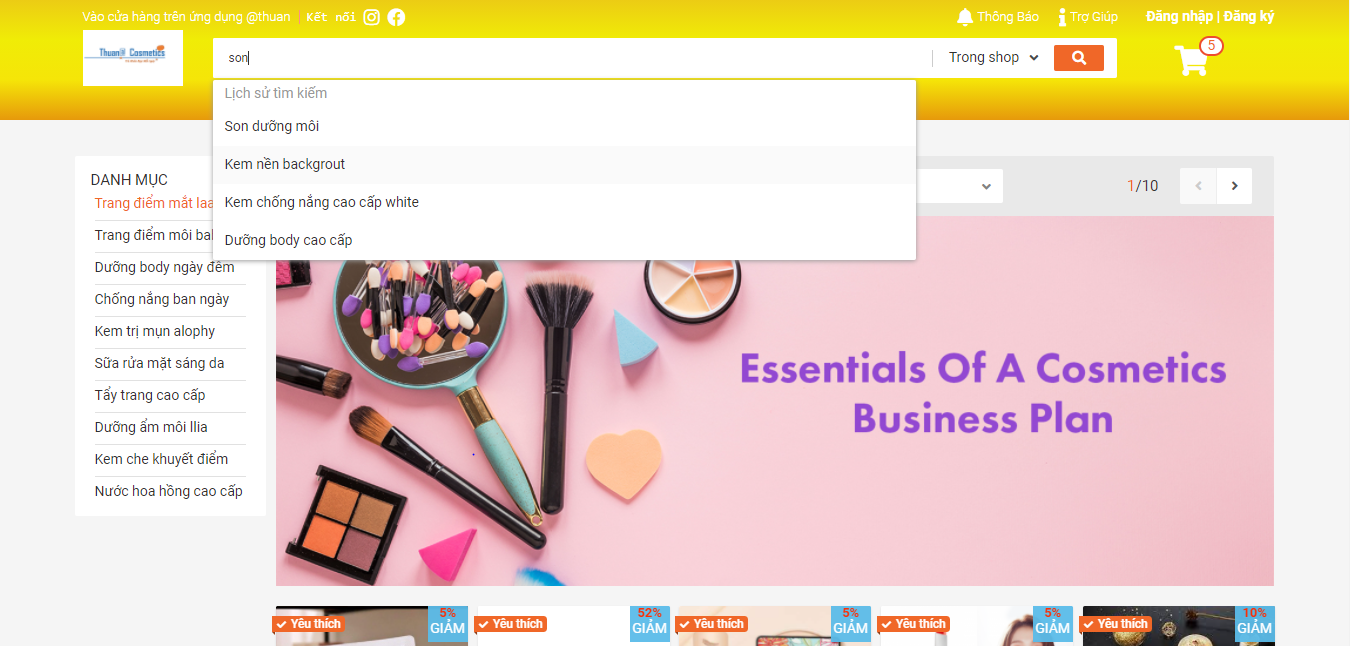 Vào cửa hàng trên ứng dụng @thuan | Kết nối
Thông Báo
Trợ Giúp
Đăng nhập | Đăng ký
Cosmetics
son
Trong shop
5
Lịch sử tìm kiếm
Son dưỡng môi
Kem nền backgrout
Kem chống nắng cao cấp white
Dưỡng body cao cấp
DANH MỤC
Trang điểm mắt laa
Trang điểm môi bal
Dưỡng body ngày đêm
Chống nắng ban ngày
Kem trị mụn alophy
Sữa rửa mặt sáng da
Tẩy trang cao cấp
Dưỡng ẩm môi llia
Kem che khuyết điểm
Nước hoa hồng cao cấp
1/10
Essentials Of A Cosmetics
Business Plan
Yêu thích
5%
GIẢM
Yêu thích
52%
GIẢM
Yêu thích
5%
GIẢM
Yêu thích
5%
GIẢM
Yêu thích
10%
GIẢM